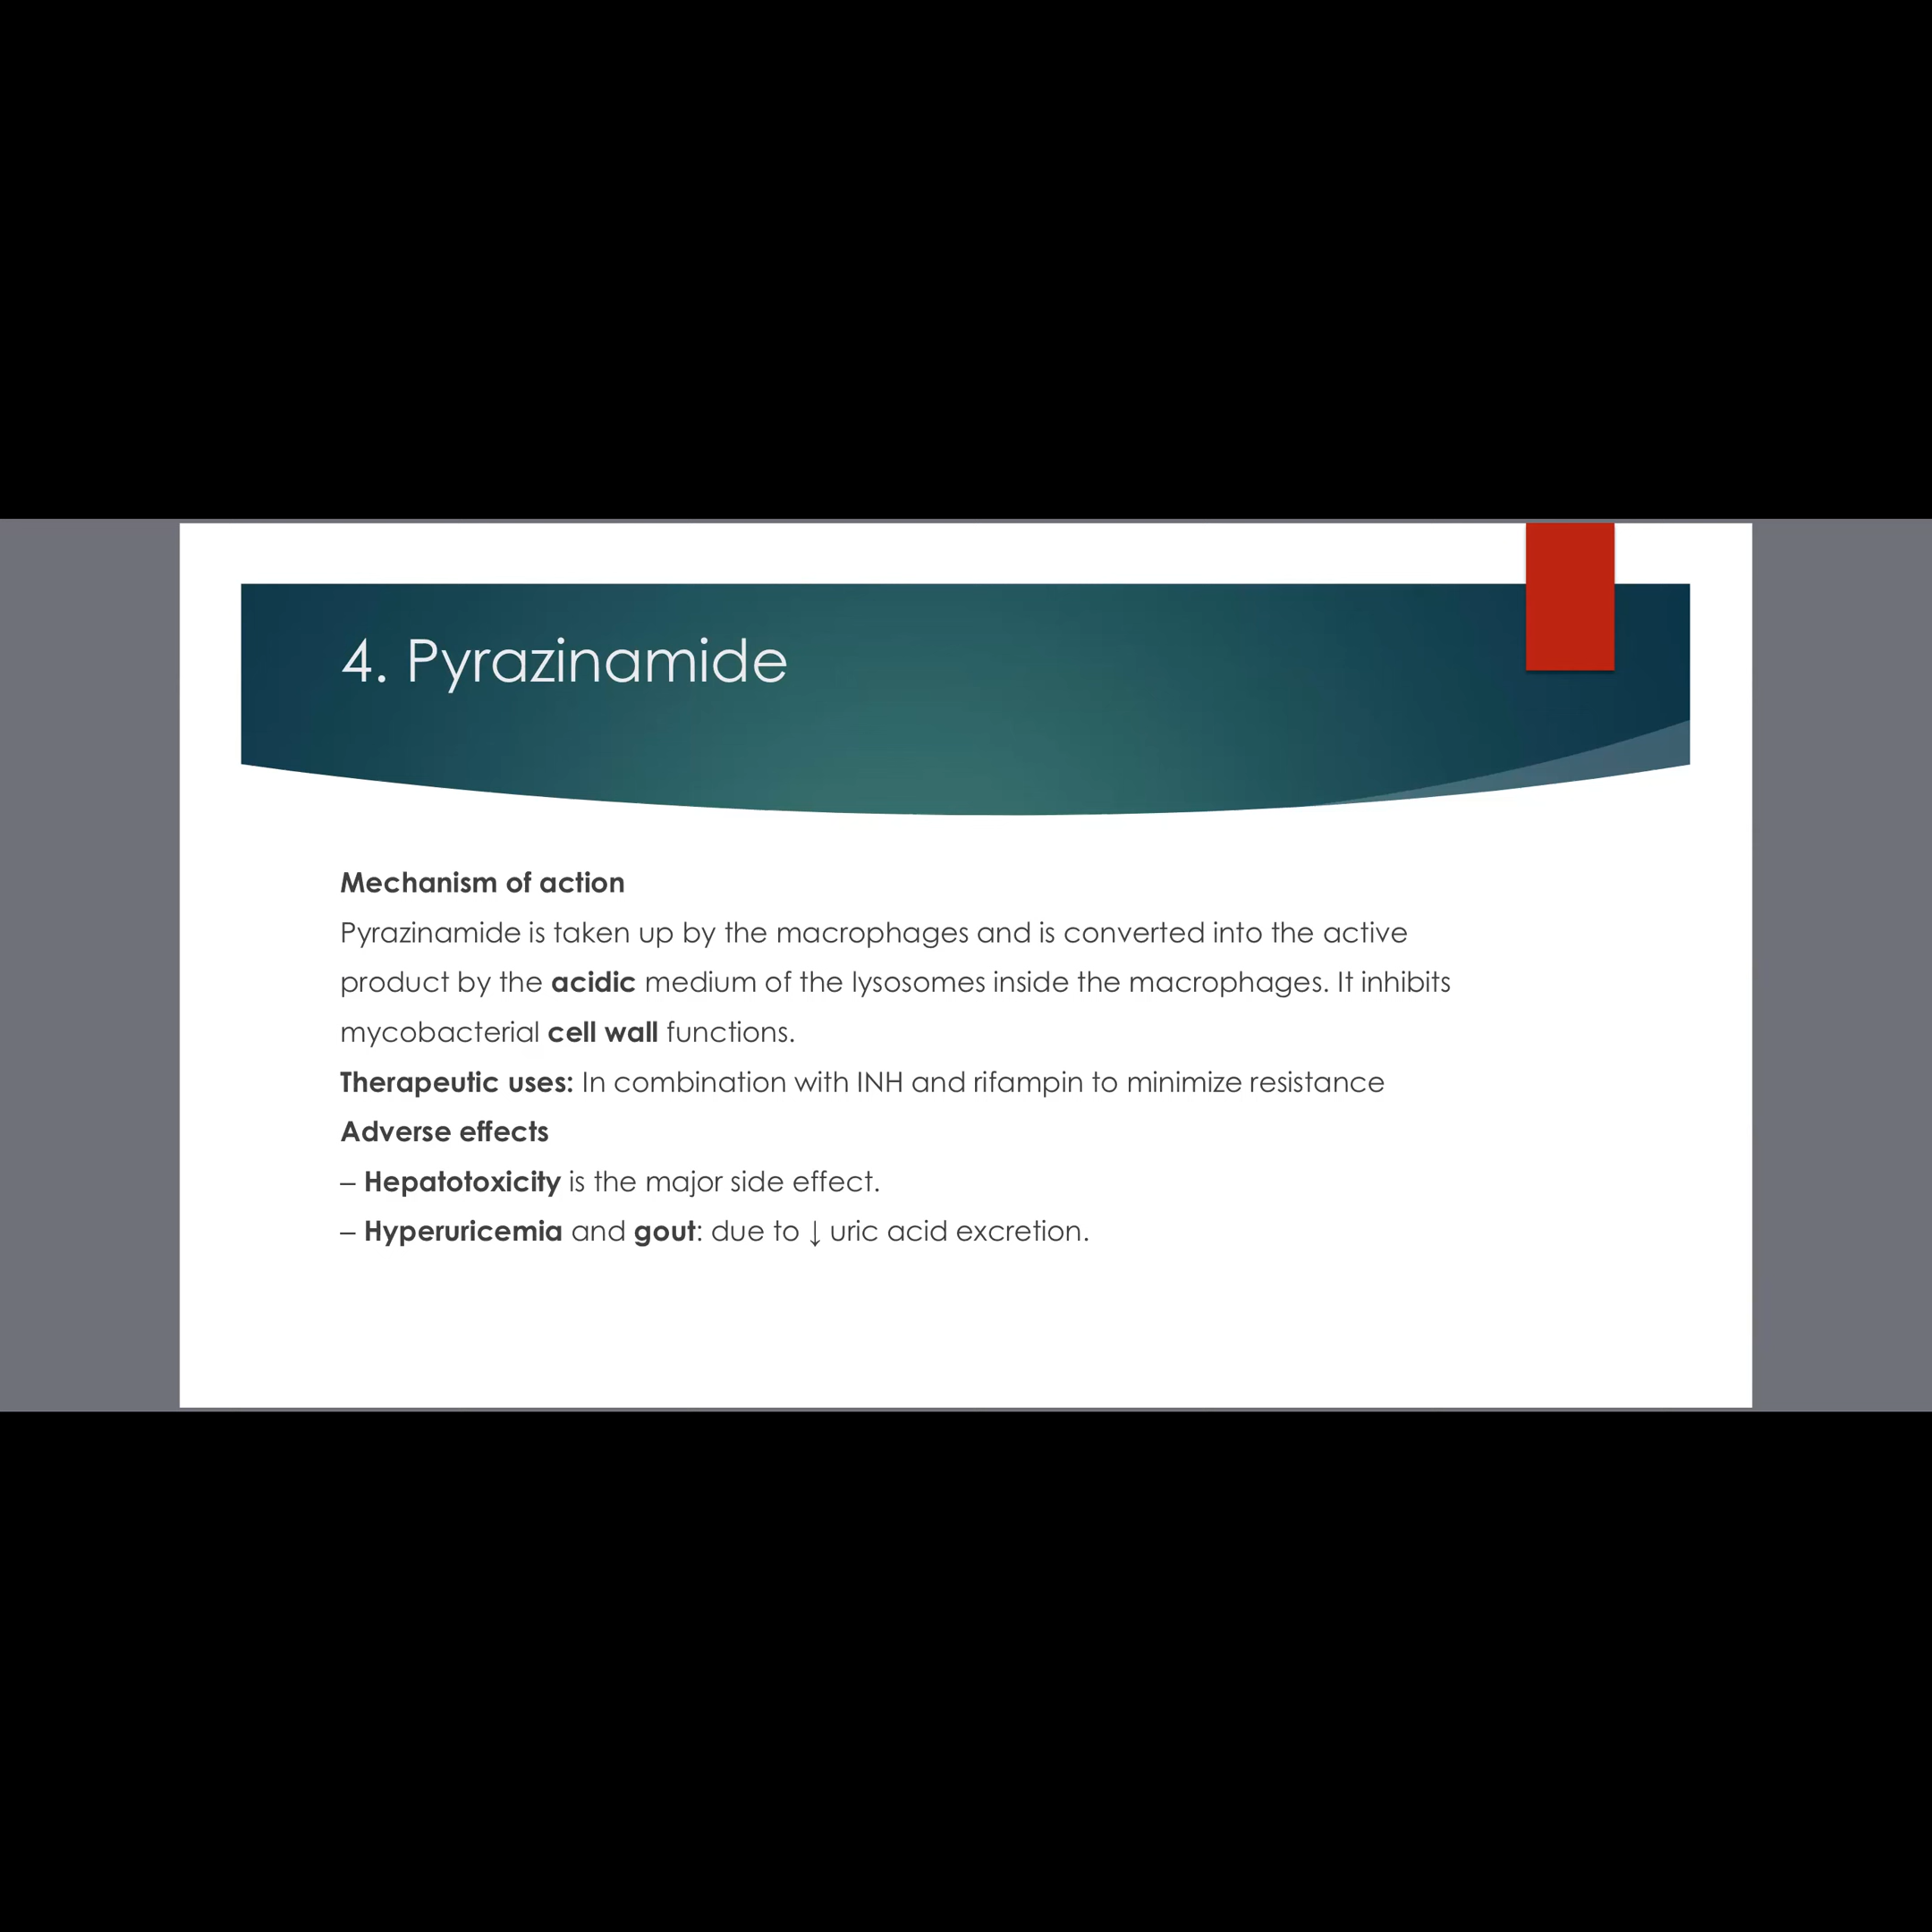 4. Pyrazinamide
Mechanism of action
Pyrazinamide is taken up by the macrophages and is converted into the active
product by the acidic medium of the lysosomes inside the macrophages. It inhibits
mycobacterial cell wall functions.
Therapeutic uses: In combination with INH and rifampin to minimize resistance
Adverse effects
– Hepatotoxicity is the major side effect.
– Hyperuricemia and gout: due to ↓ uric acid excretion.